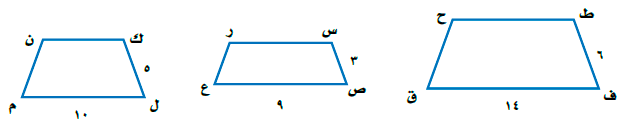 ن ك ٥ م ل ١٠
ر س ٣ ع ص ٩
ح ط ٦ ق ف ١٤